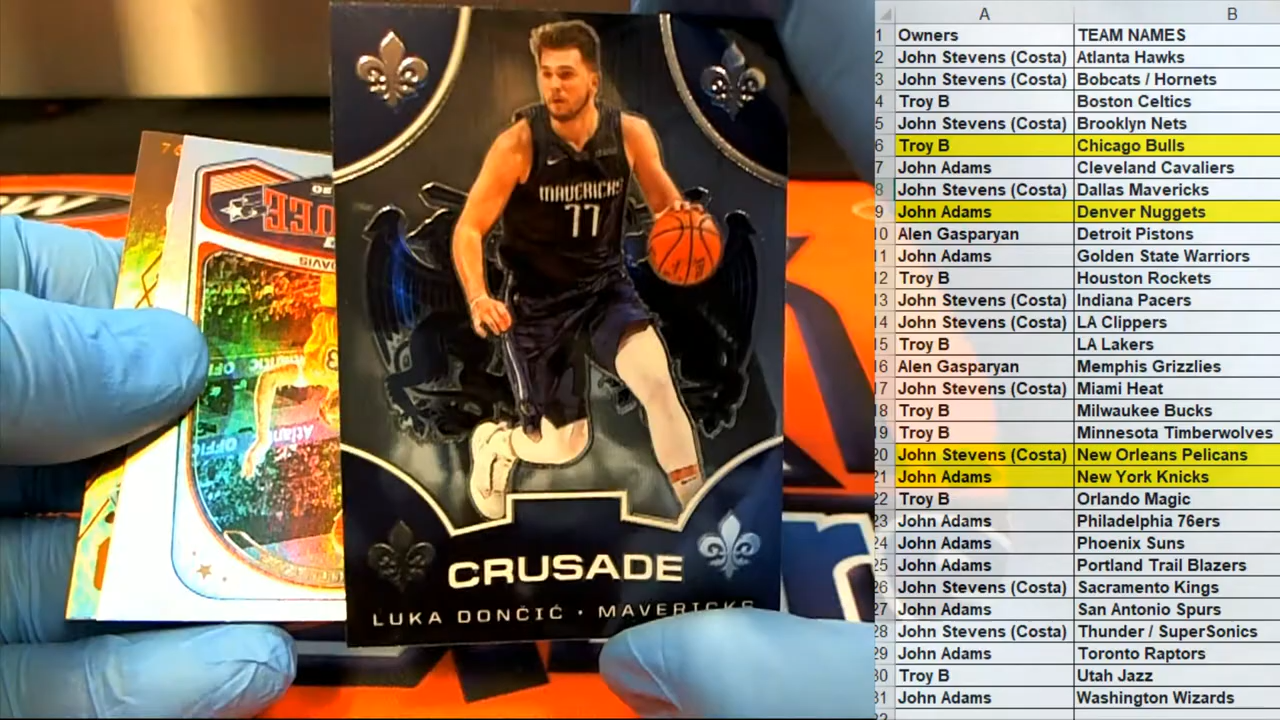 MAVERICKS
77
CRUSADE
LUKA DONČIĆ • MAVERICKS
A B
1 Owners TEAM NAMES
2 John Stevens (Costa) Atlanta Hawks
3 John Stevens (Costa) Bobcats / Hornets
4 Troy B Boston Celtics
5 John Stevens (Costa) Brooklyn Nets
6 Troy B Chicago Bulls
7 John Adams Cleveland Cavaliers
8 John Stevens (Costa) Dallas Mavericks
9 John Adams Denver Nuggets
10 Alen Gasparyan Detroit Pistons
11 John Adams Golden State Warriors
12 Troy B Houston Rockets
13 John Stevens (Costa) Indiana Pacers
14 John Stevens (Costa) LA Clippers
15 Troy B LA Lakers
16 Alen Gasparyan Memphis Grizzlies
17 John Stevens (Costa) Miami Heat
18 Troy B Milwaukee Bucks
19 Troy B Minnesota Timberwolves
20 John Stevens (Costa) New Orleans Pelicans
21 John Adams New York Knicks
22 Troy B Orlando Magic
23 John Adams Philadelphia 76ers
24 John Adams Phoenix Suns
25 John Adams Portland Trail Blazers
26 John Stevens (Costa) Sacramento Kings
27 John Adams San Antonio Spurs
28 John Stevens (Costa) Thunder / SuperSonics
29 John Adams Toronto Raptors
30 Troy B Utah Jazz
31 John Adams Washington Wizards